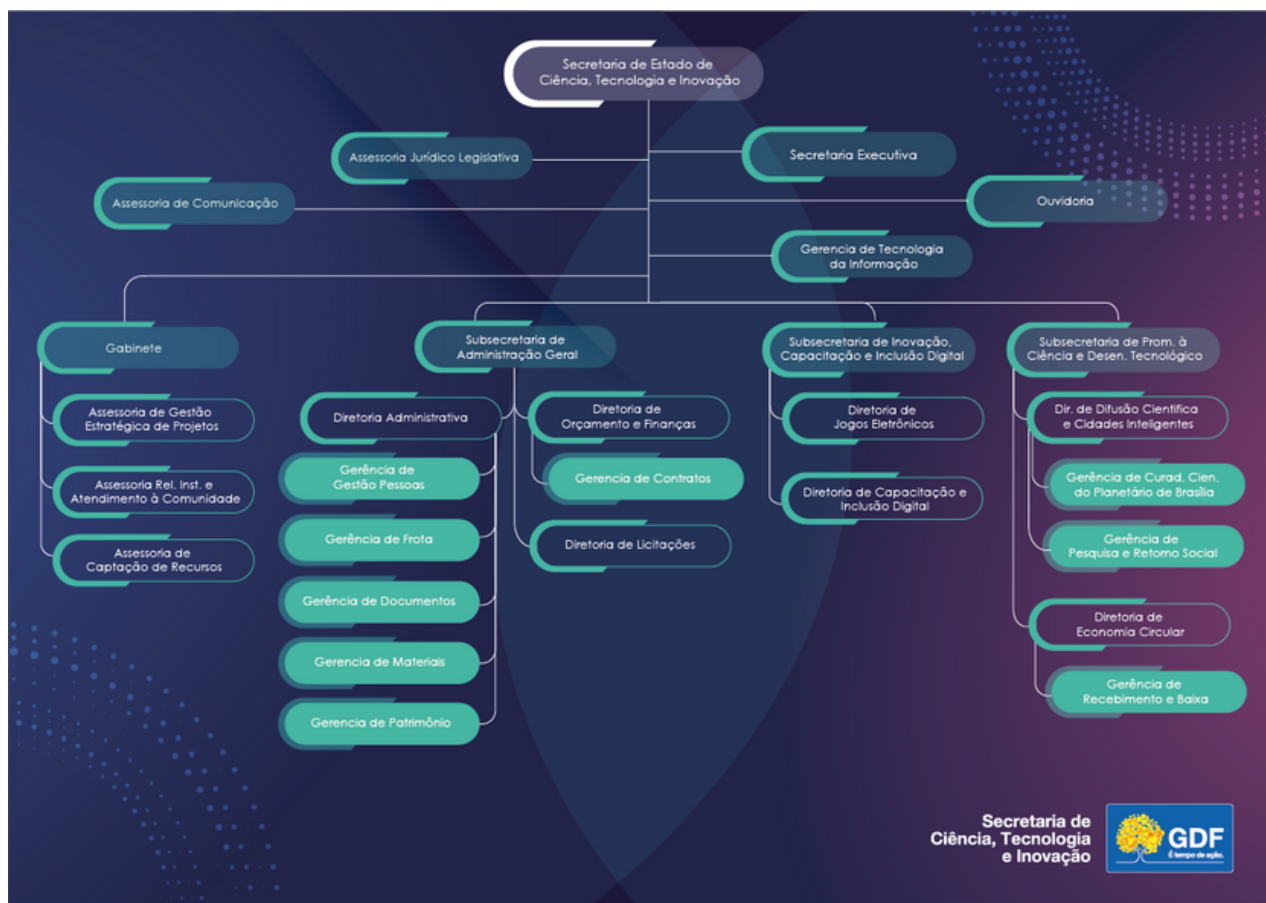 Secretaria de Estado de
Ciência, Tecnologia e Inovação
Assessoria Jurídico Legislativa
Secretaria Executiva
Assessoria de Comunicação
Ouvidoria
Gerencia de Tecnologia
da Informação
Gabinete
Subsecretaria de
Administração Geral
Subsecretaria de Inovação,
Capacitação e Inclusão Digital
Subsecretaria de Prom. à
Ciência e Desen. Tecnológico
Assessoria de Gestão
Estratégica de Projetos
Assessoria Rel. Inst. e
Atendimento à Comunidade
Assessoria de
Captação de Recursos
Diretoria Administrativa
Gerência de
Gestão Pessoas
Gerência de Frota
Gerência de Documentos
Gerencia de Materiais
Gerencia de Patrimônio
Diretoria de
Orçamento e Finanças
Gerencia de Contratos
Diretoria de Licitações
Diretoria de
Jogos Eletrônicos
Diretoria de Capacitação e
Inclusão Digital
Dir. de Difusão Científica
e Cidades Inteligentes
Gerência de Curad. Cien.
do Planetário de Brasília
Gerência de
Pesquisa e Retorno Social
Diretoria de
Economia Circular
Gerência de
Recebimento e Baixa
Secretaria de
Ciência, Tecnologia
e Inovação
GDF
É tempo de ação.